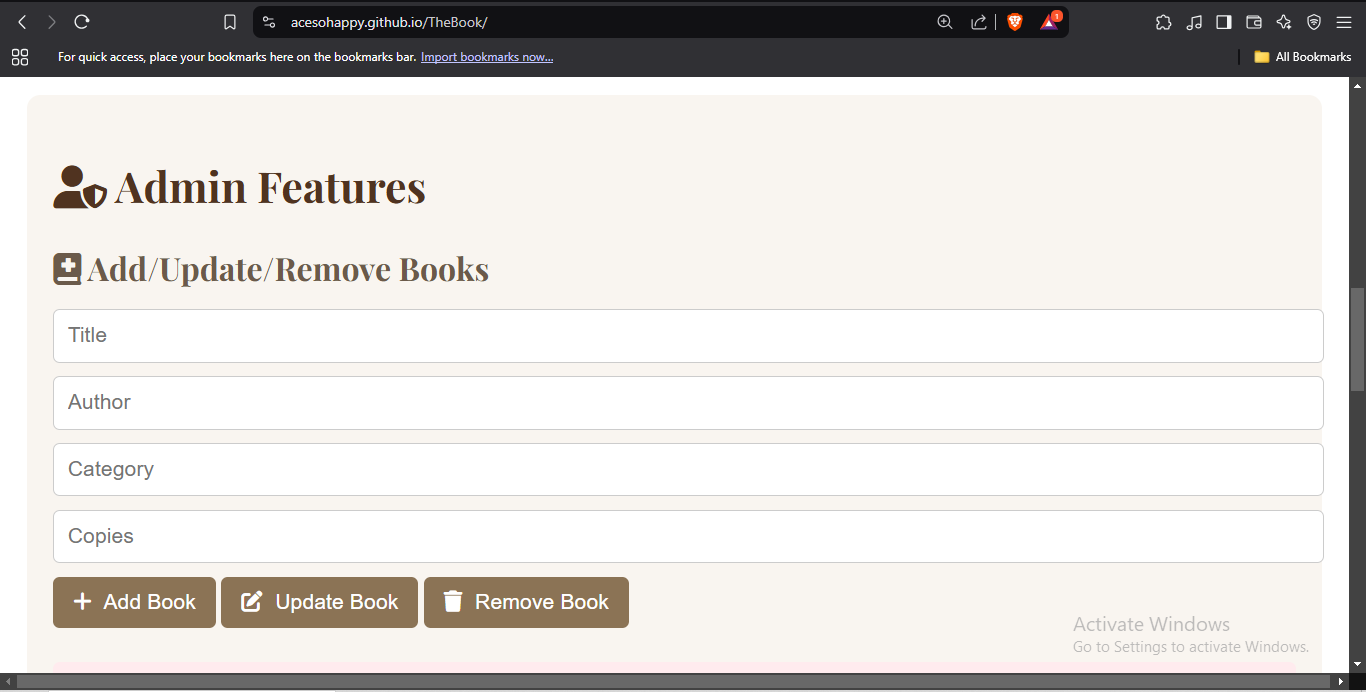 acesohappy.github.io/TheBook/
1
For quick access, place your bookmarks here on the bookmarks bar. Import bookmarks now...
All Bookmarks
Admin Features
Add/Update/Remove Books
Title
Author
Category
Copies
Add Book
Update Book
Remove Book
Activate Windows
Go to Settings to activate Windows.